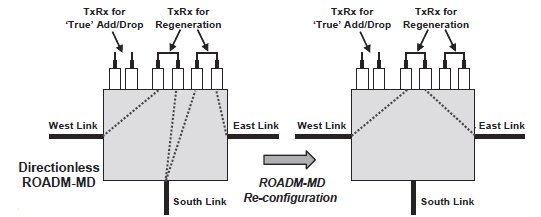 TxRx for
‘True’ Add/Drop
TxRx for
Regeneration
West Link
East Link
Directionless
ROADM-MD
South Link
ROADM-MD
Re-configuration
TxRx for
‘True’ Add/Drop
TxRx for
Regeneration
West Link
East Link
South Link